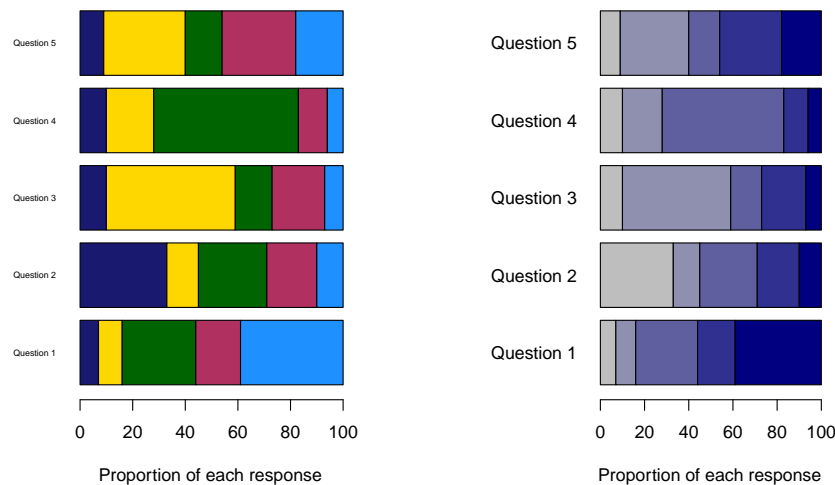 Question 5
Question 4
Question 3
Question 2
Question 1
0 20 40 60 80 100
Proportion of each response
Question 5
Question 4
Question 3
Question 2
Question 1
0 20 40 60 80 100
Proportion of each response